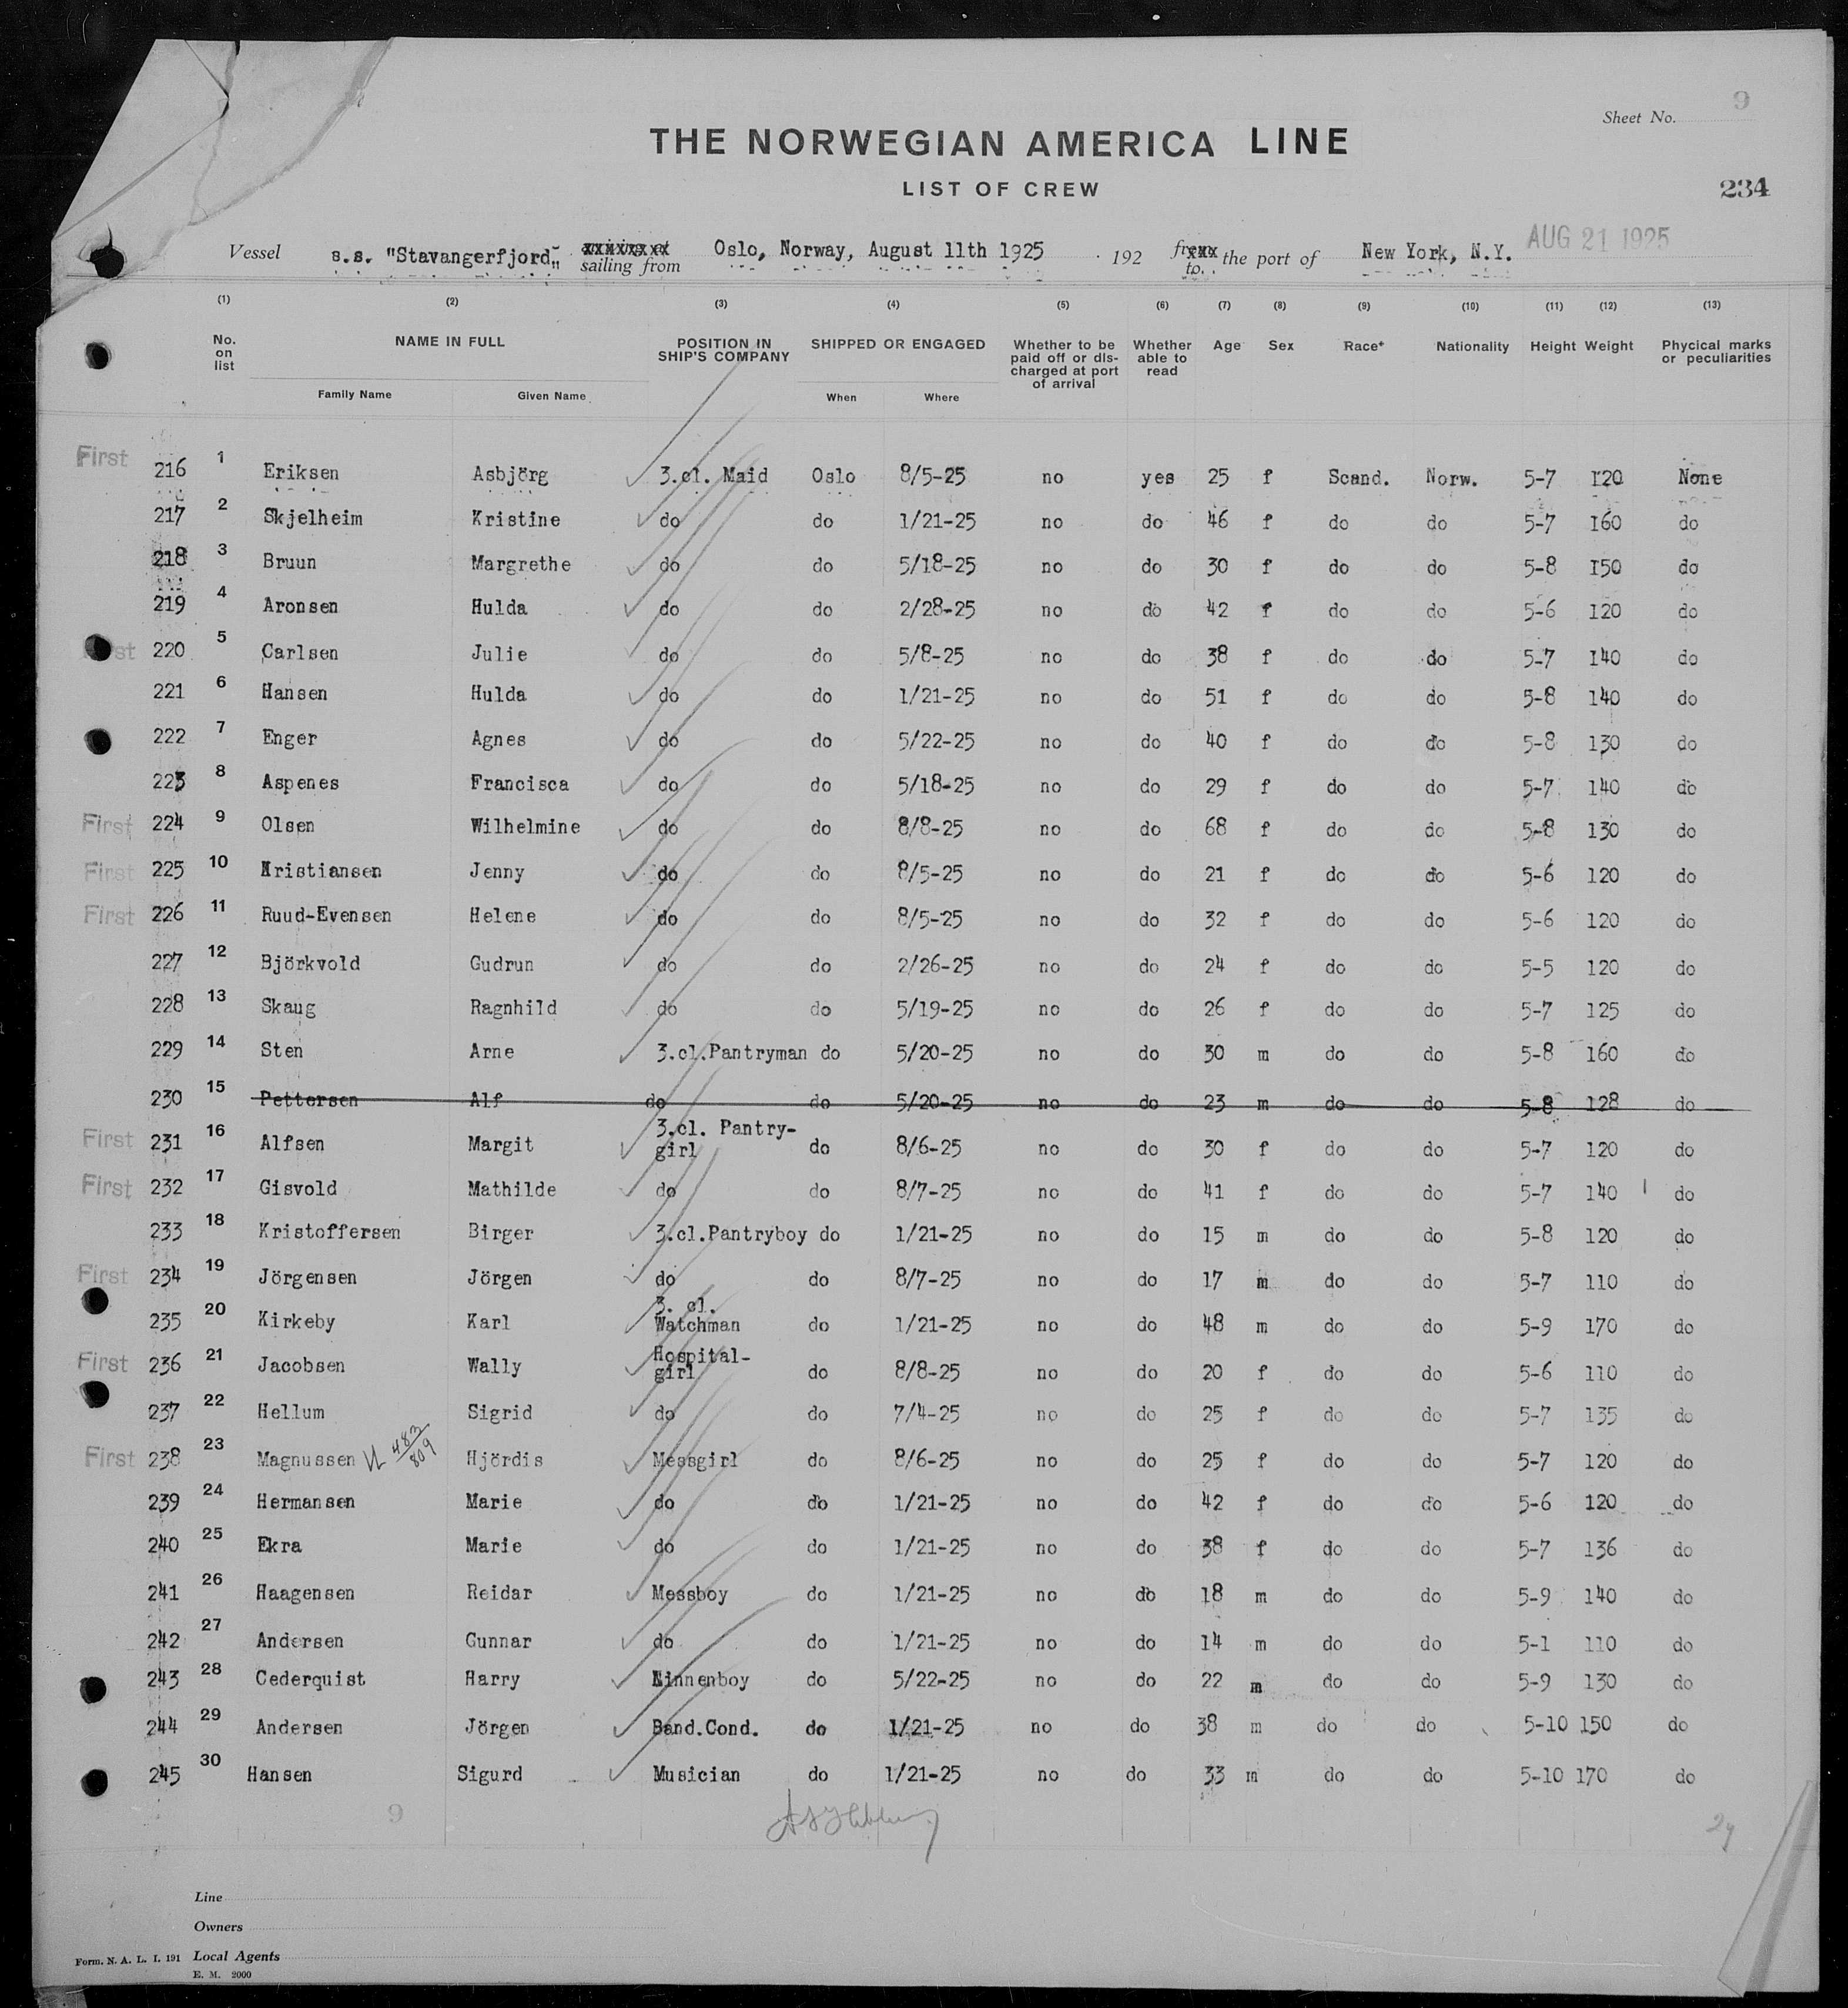 Sheet No. 9
THE NORWEGIAN AMERICA LINE
LIST OF CREW
234
Vessel s.s. "Stavangerfjord" sailing from Oslo, Norway, August 11th 1925 192 to the port of New York, N.Y. AUG 21 1925
(1) (2) (3) (4) (5) (6) (7) (8) (9) (10) (11) (12) (13)
No. on list NAME IN FULL Family Name Given Name POSITION IN SHIP'S COMPANY SHIPPED OR ENGAGED When Where Whether to be paid off or discharged at port of arrival Whether able to read Age Sex Race* Nationality Height Weight Phycical marks or peculiarities
First 216 1 Eriksen Asbjörg 3.cl. Maid Oslo 8/5-25 no yes 25 f Scand. Norw. 5-7 120 None
217 2 Skjelheim Kristine do do 1/21-25 no do 46 f do do 5-7 160 do
218 3 Bruun Margrethe do do 5/18-25 no do 30 f do do 5-8 150 do
219 4 Aronsen Hulda do do 2/28-25 no do 42 f do do 5-6 120 do
First 220 5 Carlsen Julie do do 5/8-25 no do 38 f do do 5-7 140 do
221 6 Hansen Hulda do do 1/21-25 no do 51 f do do 5-8 140 do
222 7 Enger Agnes do do 5/22-25 no do 40 f do do 5-8 130 do
223 8 Aspenes Francisca do do 5/18-25 no do 29 f do do 5-7 140 do
First 224 9 Olsen Wilhelmine do do 8/8-25 no do 68 f do do 5-8 130 do
First 225 10 Kristiansen Jenny do do 8/5-25 no do 21 f do do 5-6 120 do
First 226 11 Ruud-Evensen Helene do do 8/5-25 no do 32 f do do 5-6 120 do
227 12 Björkvold Gudrun do do 2/26-25 no do 24 f do do 5-5 120 do
228 13 Skaug Ragnhild do do 5/19-25 no do 26 f do do 5-7 125 do
229 14 Sten Arne 3.cl.Pantryman do 5/20-25 no do 30 m do do 5-8 160 do
230 15 Pettersen Alf do do 5/20-25 no do 23 m do do 5-8 128 do
First 231 16 Alfsen Margit 3.cl. Pantry-girl do 8/6-25 no do 30 f do do 5-7 120 do
First 232 17 Gisvold Mathilde do do 8/7-25 no do 41 f do do 5-7 140 do
233 18 Kristoffersen Birger 3.cl.Pantryboy do 1/21-25 no do 15 m do do 5-8 120 do
First 234 19 Jörgensen Jörgen do do 8/7-25 no do 17 m do do 5-7 110 do
235 20 Kirkeby Karl 3. cl. Watchman do 1/21-25 no do 48 m do do 5-9 170 do
First 236 21 Jacobsen Wally Hospital-girl do 8/8-25 no do 20 f do do 5-6 110 do
237 22 Hellum Sigrid do do 7/4-25 no do 25 f do do 5-7 135 do
First 238 23 Magnussen 483/809 Hjördis Messgirl do 8/6-25 no do 25 f do do 5-7 120 do
239 24 Hermansen Marie do do 1/21-25 no do 42 f do do 5-6 120 do
240 25 Ekra Marie do do 1/21-25 no do 38 f do do 5-7 136 do
241 26 Haagensen Reidar Messboy do 1/21-25 no do 18 m do do 5-9 140 do
242 27 Andersen Gunnar do do 1/21-25 no do 14 m do do 5-1 110 do
243 28 Cederquist Harry Linnenboy do 5/22-25 no do 22 m do do 5-9 130 do
244 29 Andersen Jörgen Band.Cond. do 1/21-25 no do 38 m do do 5-10 150 do
245 30 Hansen Sigurd Musician do 1/21-25 no do 33 m do do 5-10 170 do
9
29
Line
Owners
Form. N. A. L. I. 191 Local Agents
E. M. 2000